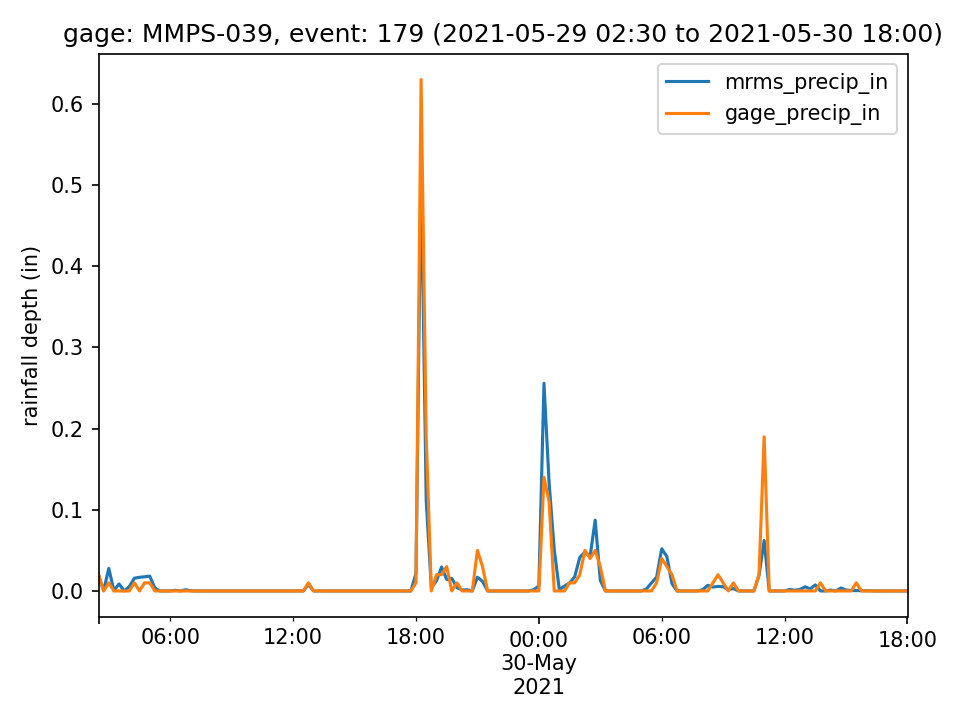 gage: MMPS-039, event: 179 (2021-05-29 02:30 to 2021-05-30 18:00)
mrms_precip_in
gage_precip_in
rainfall depth (in)
0.6
0.5
0.4
0.3
0.2
0.1
0.0
06:00 12:00 18:00 00:00 06:00 12:00 18:00
30-May
2021